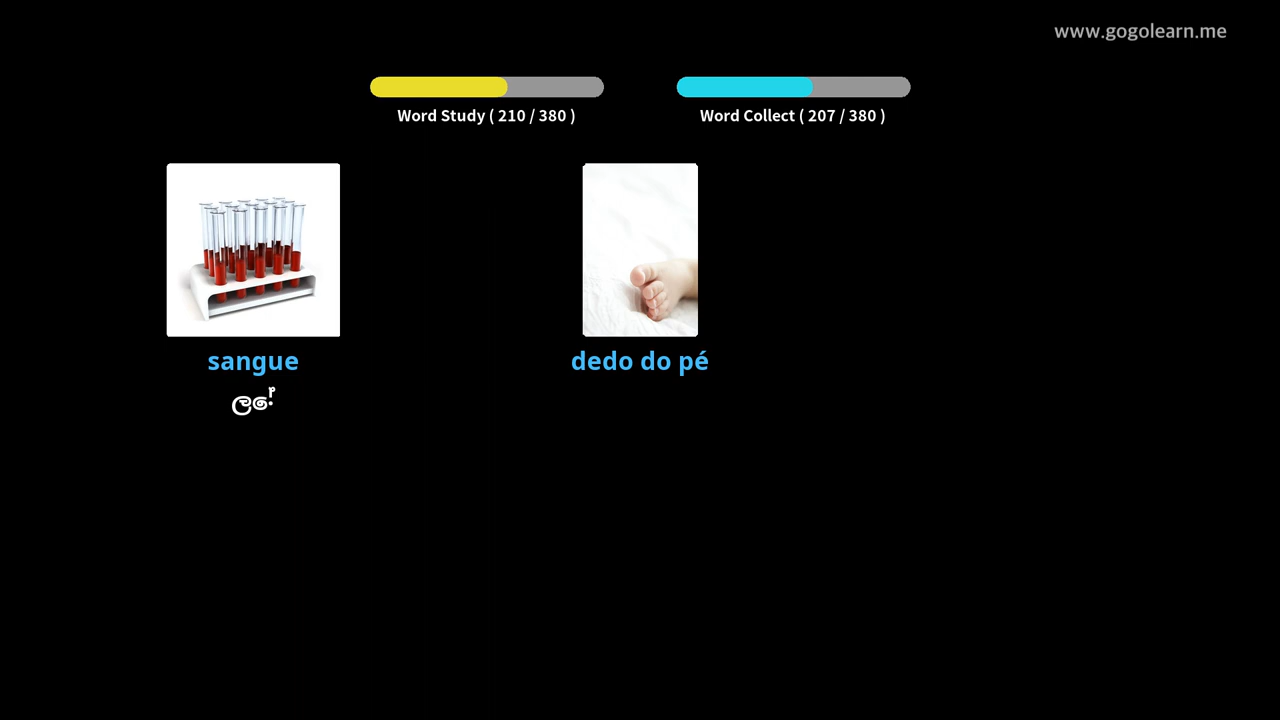 www.gogolearn.me
Word Study ( 210 / 380 )
Word Collect ( 207 / 380 )
sangue
dedo do pé
ලේ